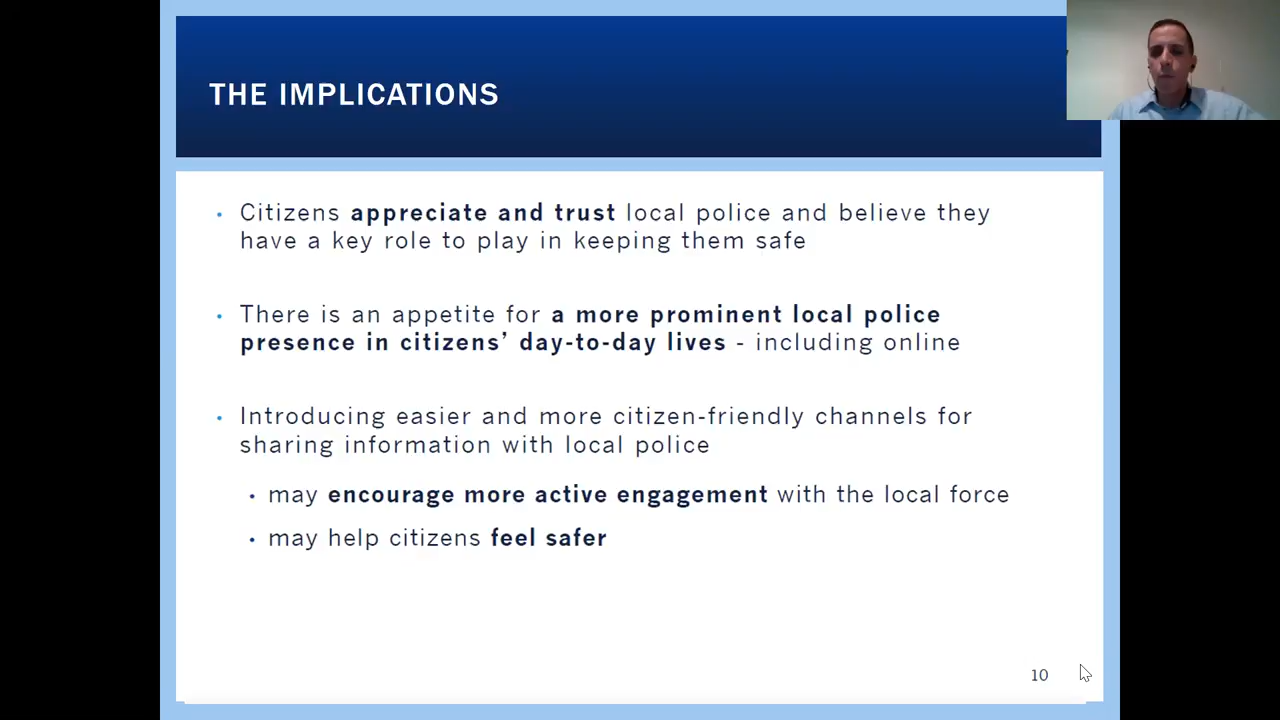 THE IMPLICATIONS
• Citizens appreciate and trust local police and believe they
have a key role to play in keeping them safe
• There is an appetite for a more prominent local police
presence in citizens’ day-to-day lives - including online
• Introducing easier and more citizen-friendly channels for
sharing information with local police
• may encourage more active engagement with the local force
• may help citizens feel safer
10